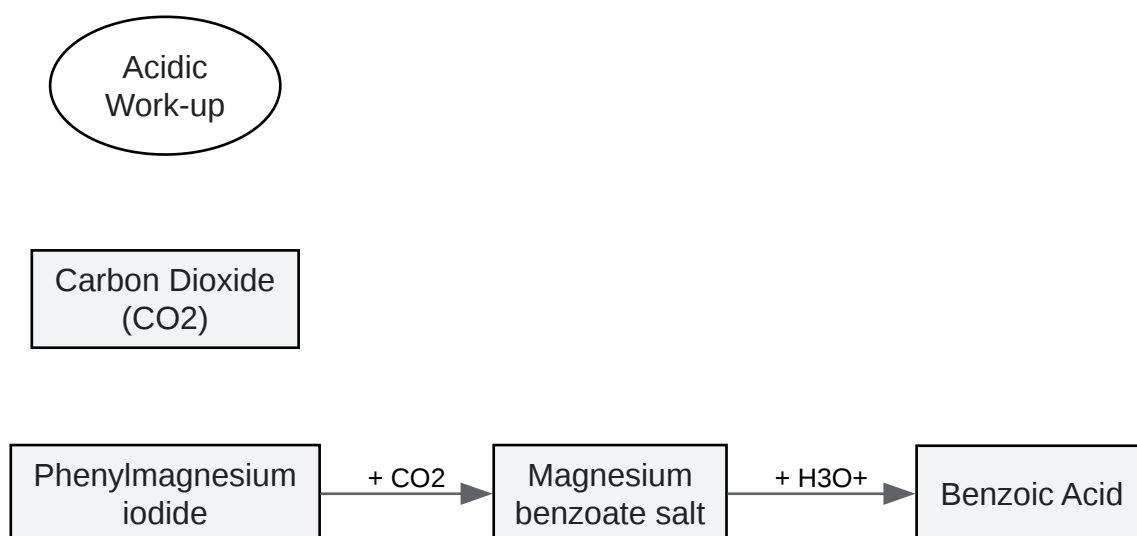 Acidic
Work-up
Carbon Dioxide
(CO2)
Phenylmagnesium
iodide
+ CO2
Magnesium
benzoate salt
+ H3O+
Benzoic Acid